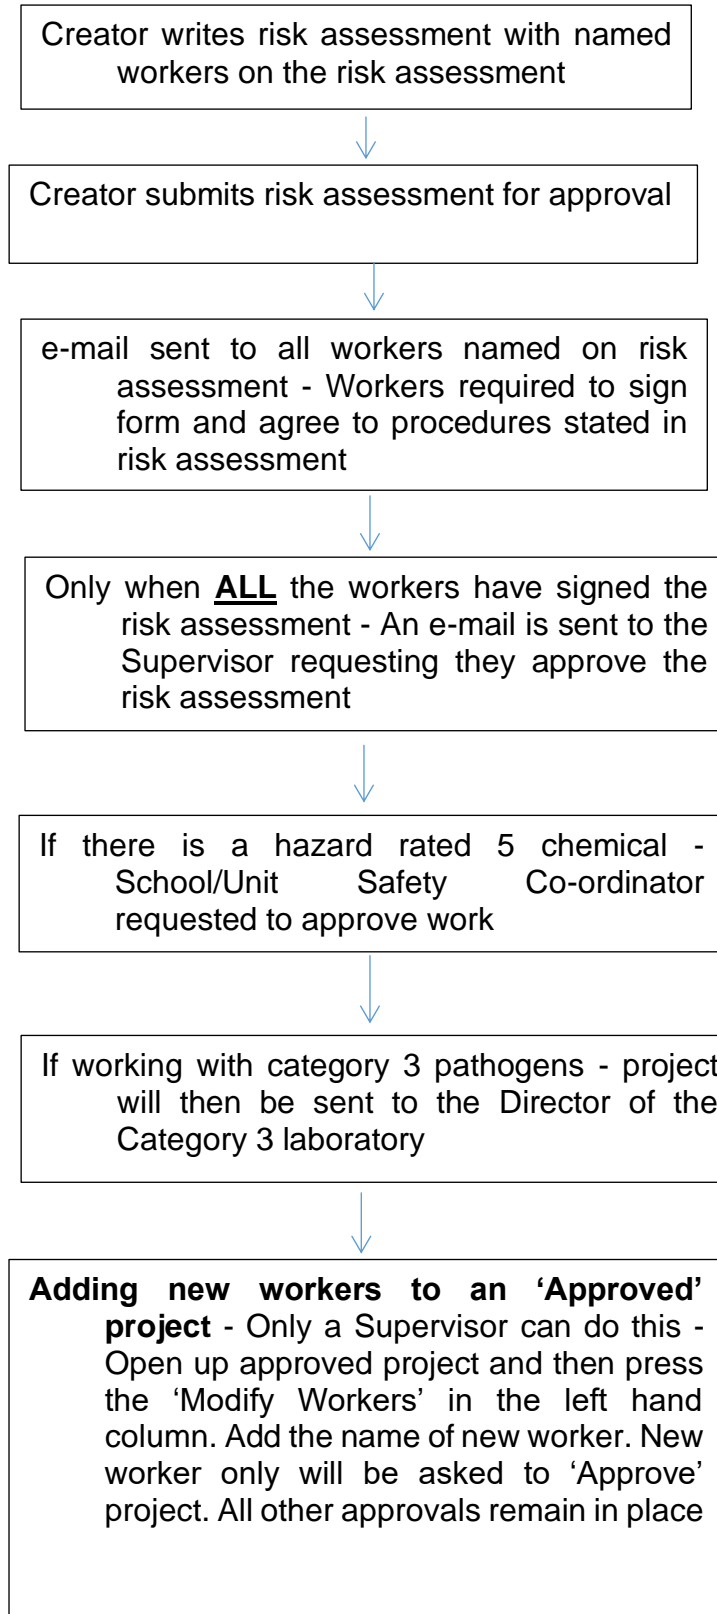 Creator writes risk assessment with named
workers on the risk assessment
Creator submits risk assessment for approval
e-mail sent to all workers named on risk
assessment - Workers required to sign
form and agree to procedures stated in
risk assessment
Only when ALL the workers have signed the
risk assessment - An e-mail is sent to the
Supervisor requesting they approve the
risk assessment
If there is a hazard rated 5 chemical -
School/Unit Safety Co-ordinator
requested to approve work
If working with category 3 pathogens - project
will then be sent to the Director of the
Category 3 laboratory
Adding new workers to an ‘Approved’
project - Only a Supervisor can do this -
Open up approved project and then press
the ‘Modify Workers’ in the left hand
column. Add the name of new worker. New
worker only will be asked to ‘Approve’
project. All other approvals remain in place